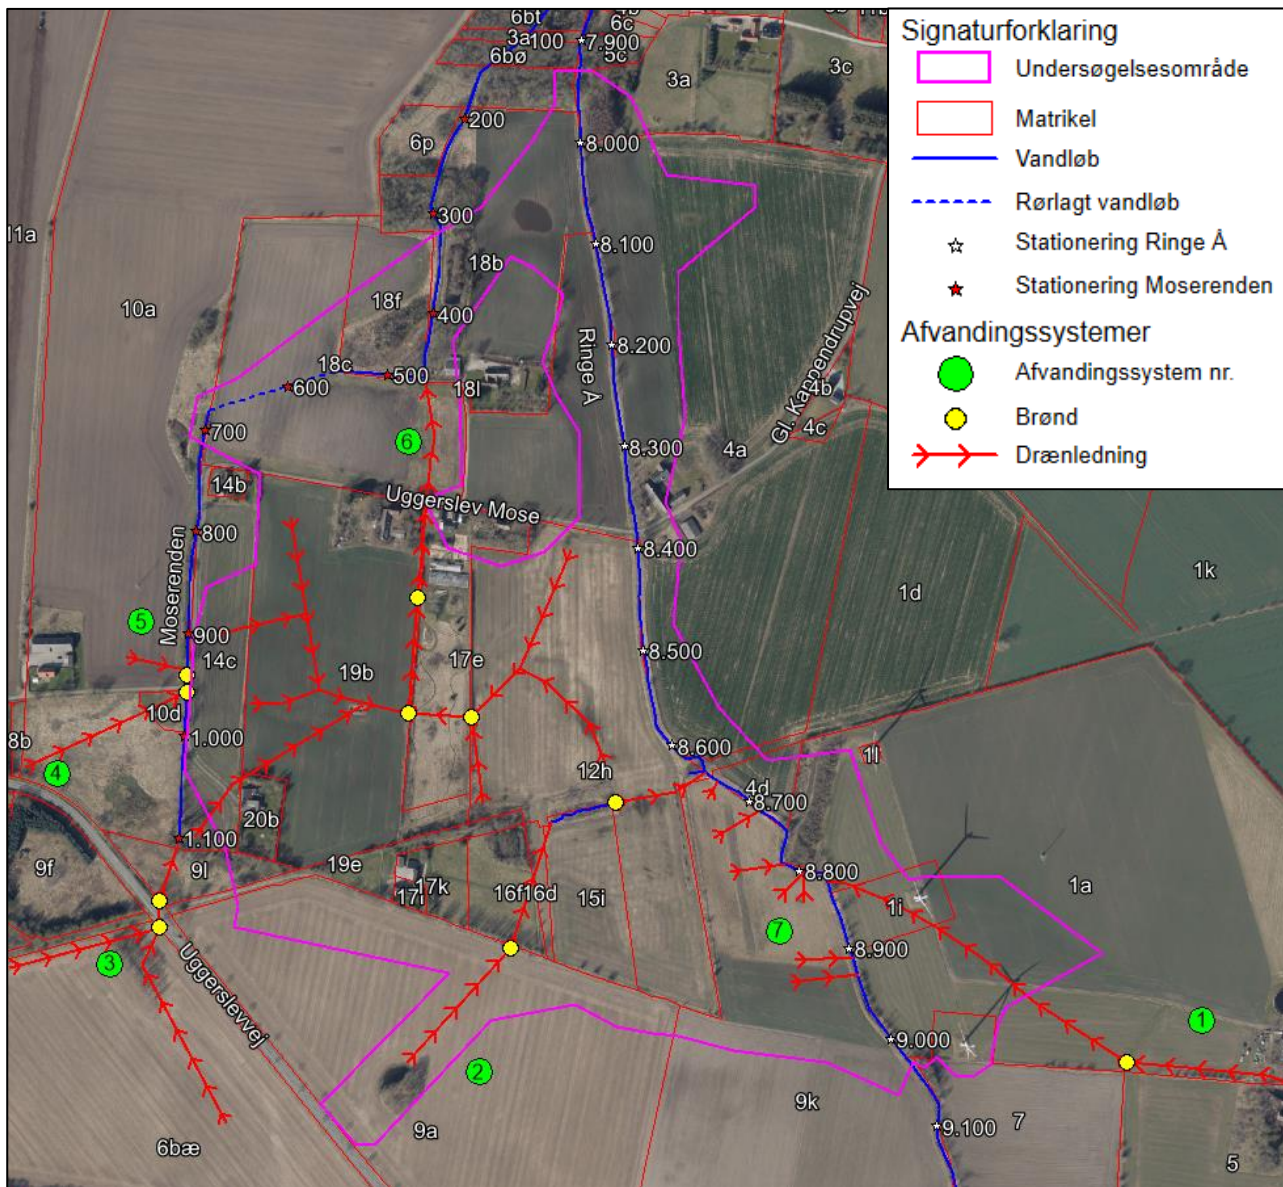 Signaturforklaring
Undersøgelsesområde
Matrikel
Vandløb
Rørlagt vandløb
Stationering Ringe Å
Stationering Moserenden
Afvandingssystemer
Afvandingssystem nr.
Brønd
Drænledning
6bt
6c
3a
100
7.900
6bø
5c
3a
3c
200
8.000
6p
300
11a
8.100
18b
10a
18f
400
Ringe Å
8.200
Gl. Kappendrupvej
18c
500
18l
4b
600
4c
700
6
8.300
4a
14b
Uggerslev Mose
800
8.400
Moserenden
1k
1d
5
900
8.500
14c
17e
19b
10d
8b
1.000
8.600
1l
4
12h
4d
8.700
20b
1.100
9f
9l
19e
17k
17i
16f
16d
15i
8.800
1i
1a
7
8.900
3
Uggerslevvej
1
9.000
2
9k
9a
9.100
7
6bæ
5